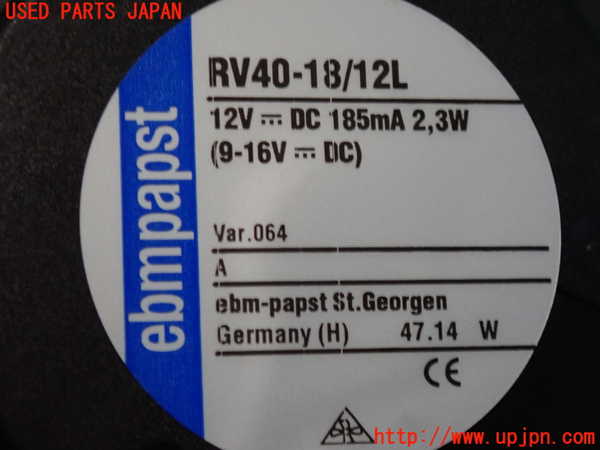 USED PARTS JAPAN
ebmpapst
RV40-18/12L
12V ⎓ DC 185mA 2,3W
(9-16V ⎓ DC)
Var.064
A
ebm-papst St.Georgen
Germany (H) 47.14 W
CE
http://www.upjpn.com